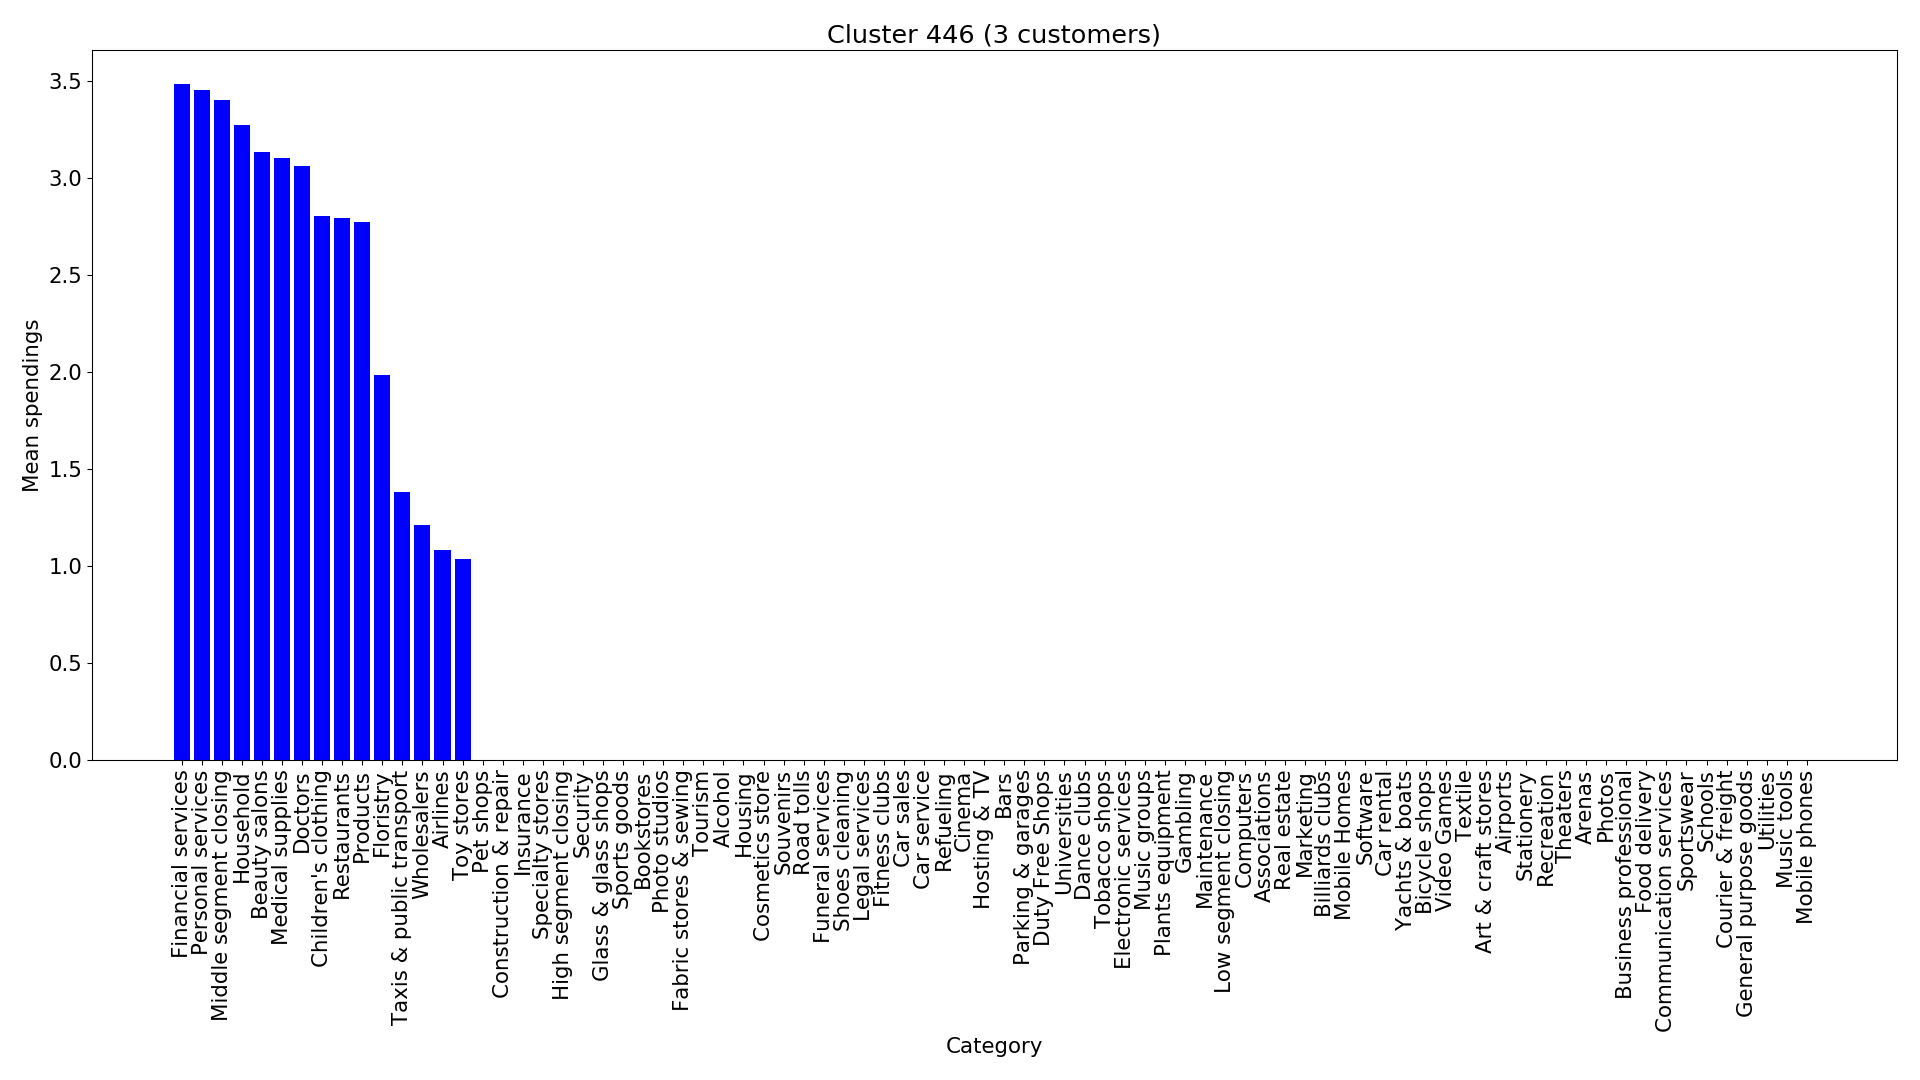 Cluster 446 (3 customers)
3.5
3.0
2.5
2.0
1.5
1.0
0.5
0.0
Mean spendings
Financial services
Personal services
Middle segment closing
Household
Beauty salons
Medical supplies
Doctors
Children's clothing
Restaurants
Products
Floristry
Taxis & public transport
Wholesalers
Airlines
Toy stores
Pet shops
Construction & repair
Insurance
Specialty stores
High segment closing
Security
Glass & glass shops
Sports goods
Bookstores
Photo studios
Fabric stores & sewing
Tourism
Alcohol
Housing
Cosmetics store
Souvenirs
Road tolls
Funeral services
Shoes cleaning
Legal services
Fitness clubs
Car sales
Car service
Refueling
Cinema
Hosting & TV
Bars
Parking & garages
Duty Free Shops
Universities
Dance clubs
Tobacco shops
Electronic services
Music groups
Plants equipment
Gambling
Maintenance
Low segment closing
Computers
Associations
Real estate
Marketing
Billiards clubs
Mobile Homes
Software
Car rental
Yachts & boats
Bicycle shops
Video Games
Textile
Art & craft stores
Airports
Stationery
Recreation
Theaters
Arenas
Photos
Business professional
Food delivery
Communication services
Sportswear
Schools
Courier & freight
General purpose goods
Utilities
Music tools
Mobile phones
Category